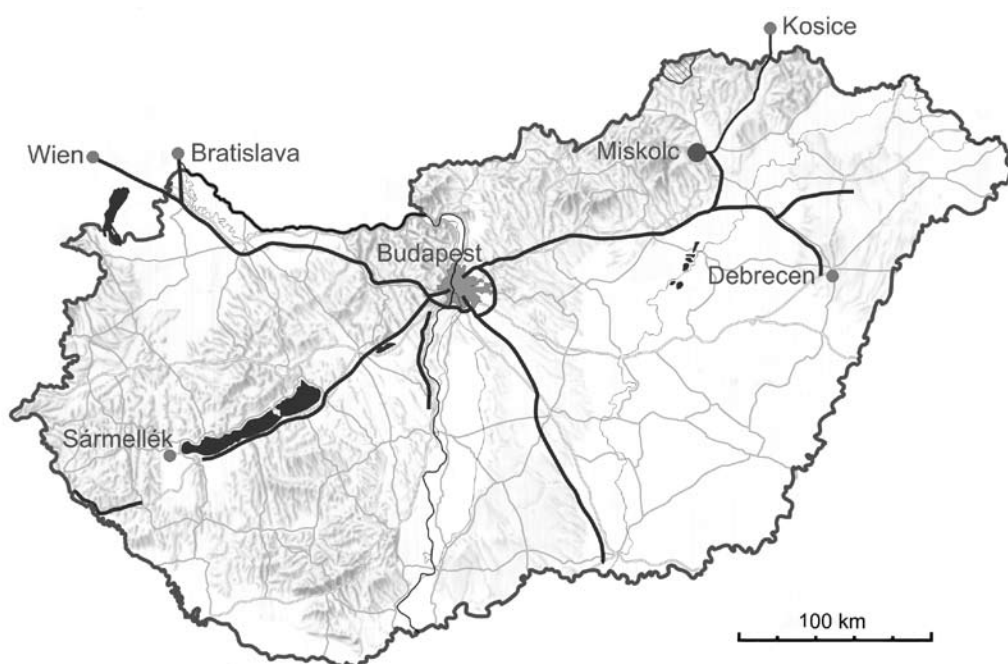 Kosice
Wien
Bratislava
Miskolc
Budapest
Debrecen
Sármellék
100 km